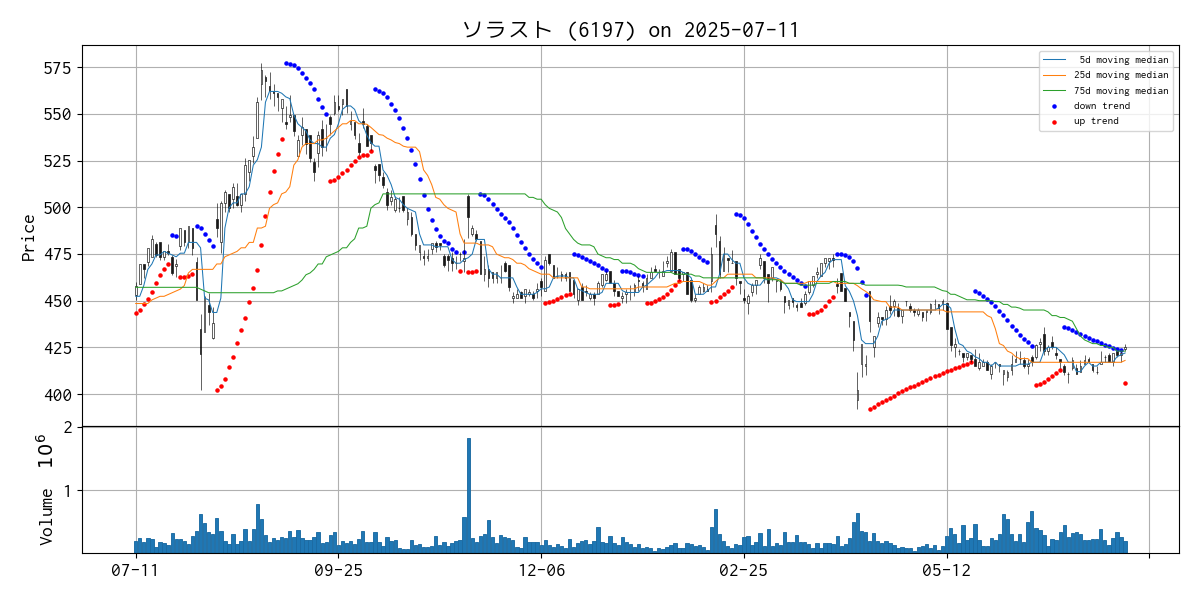 ソラスト (6197) on 2025-07-11
5d moving median
25d moving median
75d moving median
down trend
up trend
Price
575
550
525
500
475
450
425
400
Volume 10⁶
2
1
07-11
09-25
12-06
02-25
05-12